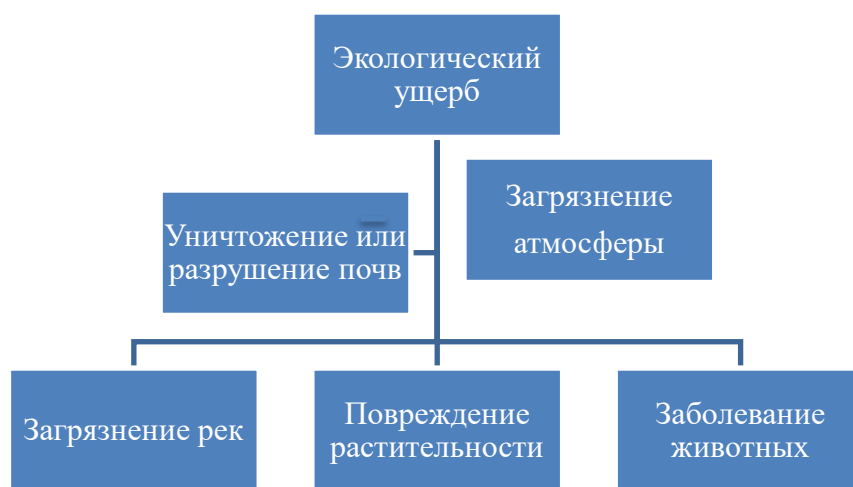 Экологический
ущерб
Загрязнение
атмосферы
Уничтожение или
разрушение почв
Загрязнение рек
Повреждение
растительности
Заболевание
животных